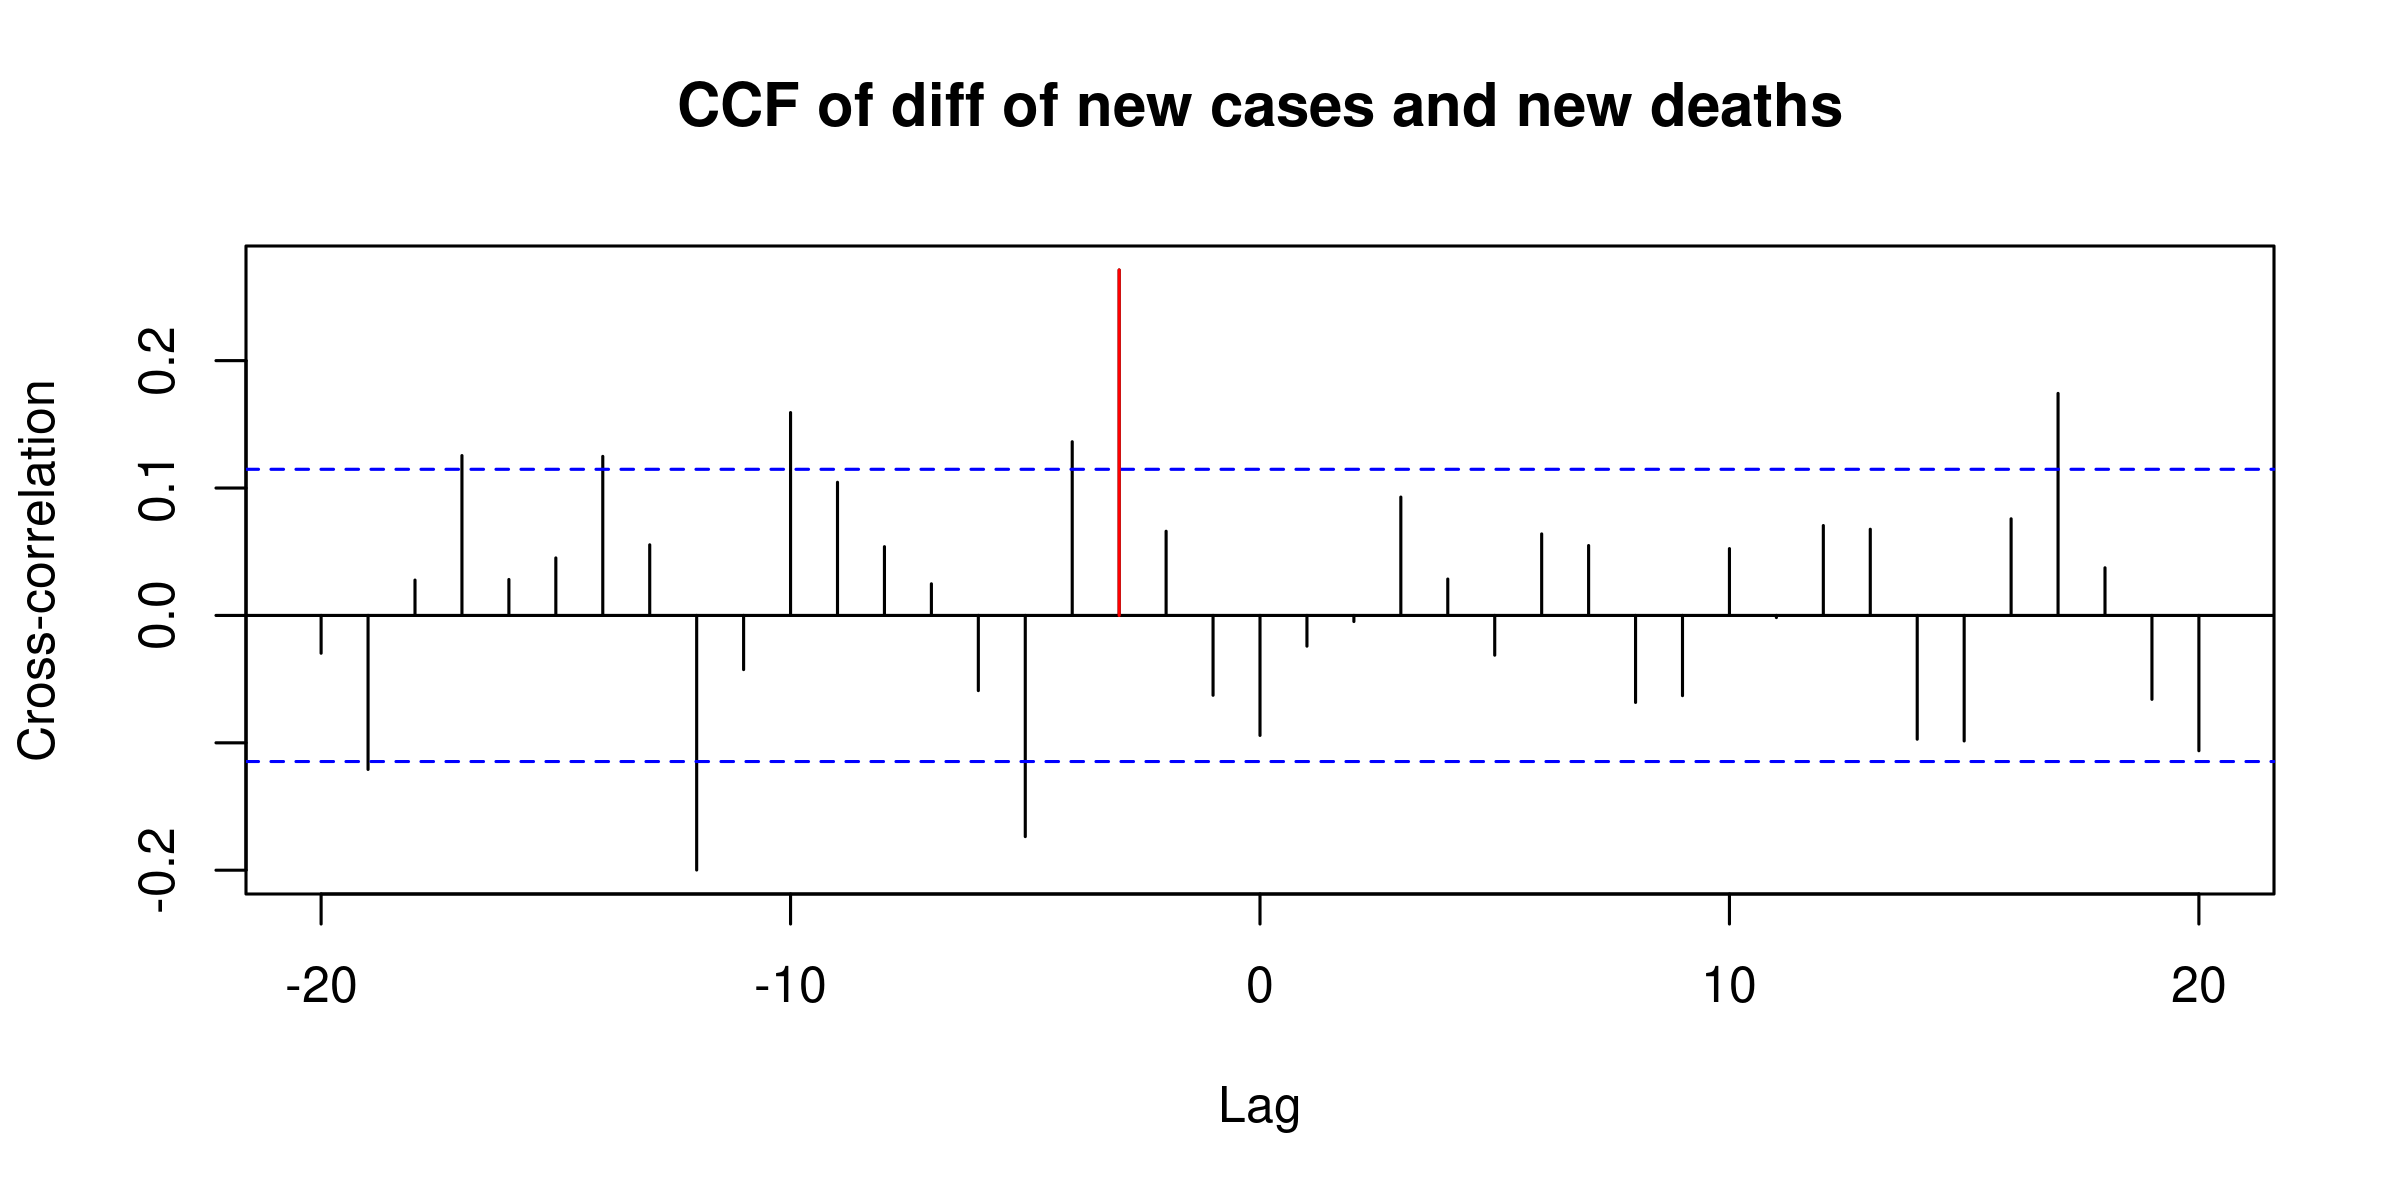 CCF of diff of new cases and new deaths
Cross-correlation
0.2
0.1
0.0
-0.2
-20 -10 0 10 20
Lag